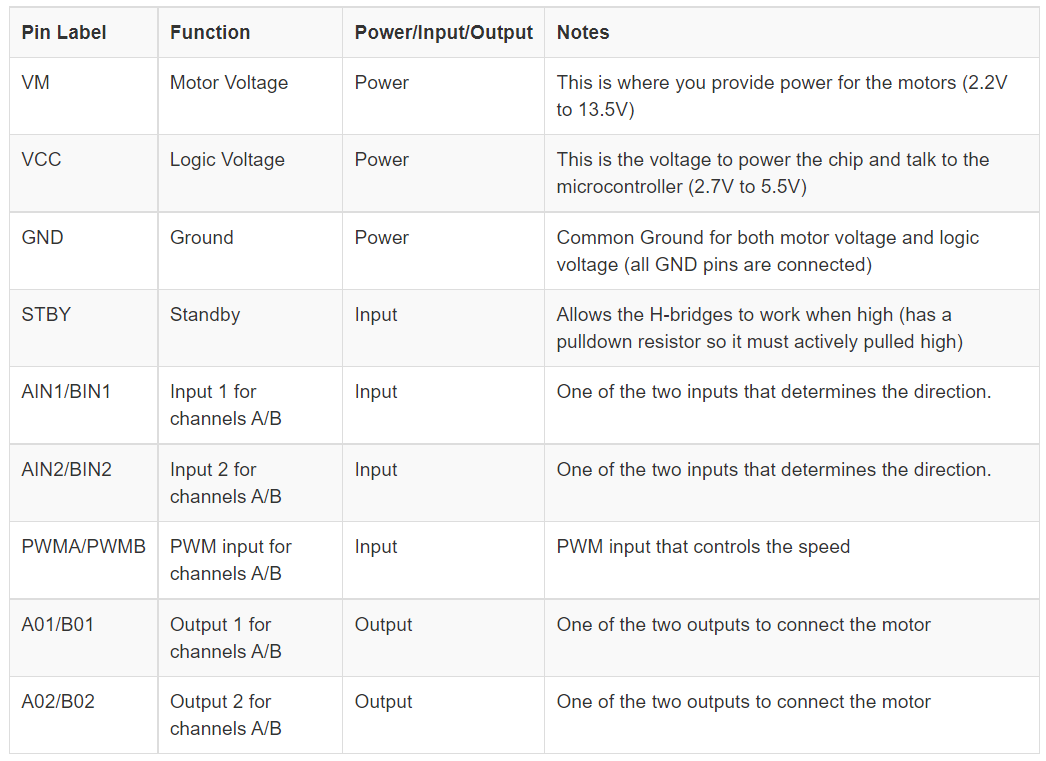 Pin Label Function Power/Input/Output Notes
VM Motor Voltage Power This is where you provide power for the motors (2.2V
to 13.5V)
VCC Logic Voltage Power This is the voltage to power the chip and talk to the
microcontroller (2.7V to 5.5V)
GND Ground Power Common Ground for both motor voltage and logic
voltage (all GND pins are connected)
STBY Standby Input Allows the H-bridges to work when high (has a
pulldown resistor so it must actively pulled high)
AIN1/BIN1 Input 1 for Input One of the two inputs that determines the direction.
channels A/B
AIN2/BIN2 Input 2 for Input One of the two inputs that determines the direction.
channels A/B
PWMA/PWMB PWM input for Input PWM input that controls the speed
channels A/B
A01/B01 Output 1 for Output One of the two outputs to connect the motor
channels A/B
A02/B02 Output 2 for Output One of the two outputs to connect the motor
channels A/B